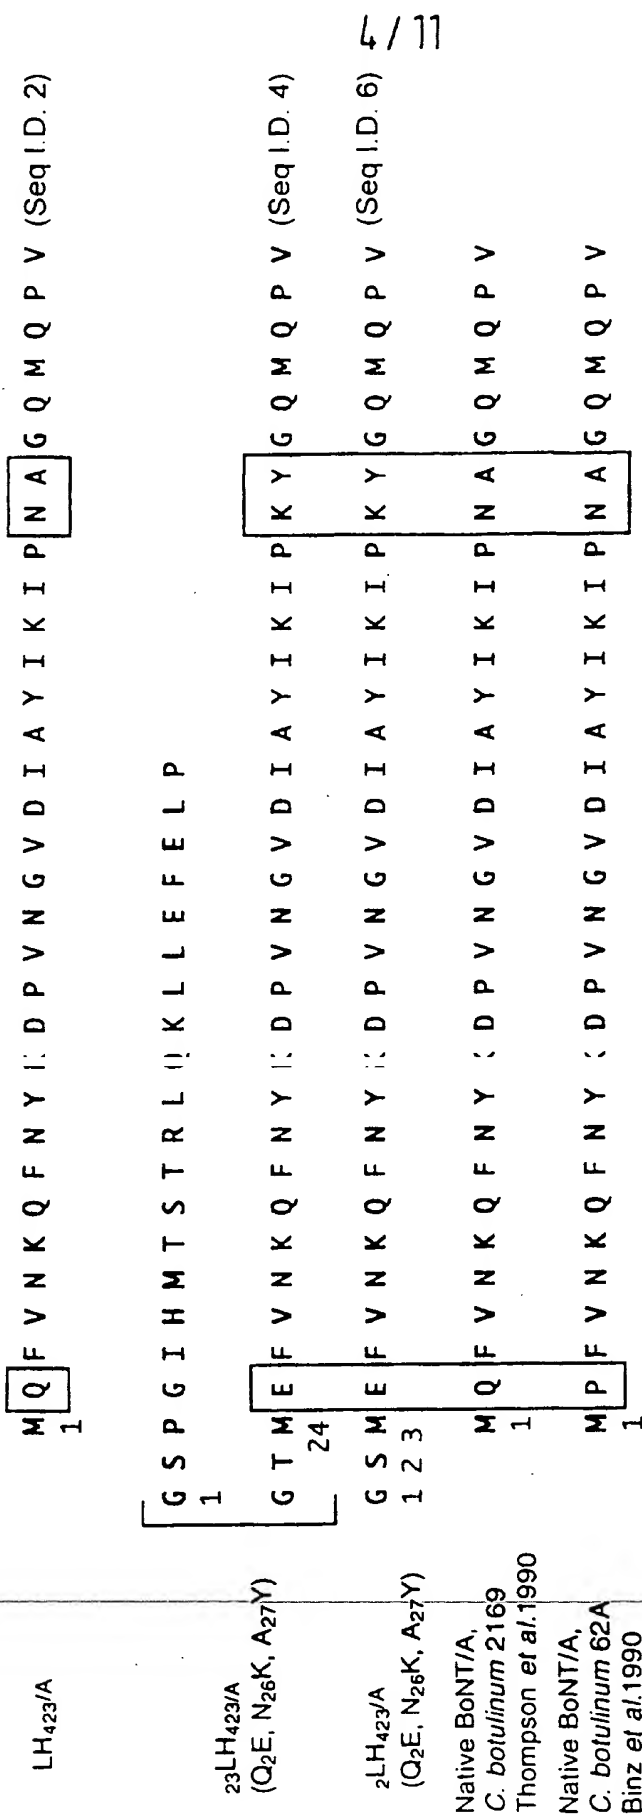 4/11
LH423/A
M Q F V N K Q F N Y K D P V N G V D I A Y I K I P N A G Q M Q P V (Seq I.D. 2)
1
G S P G I H M T S T R L Q K L L E F E L P
1
23LH423/A
(Q2E, N26K, A27Y)
G T M E F V N K Q F N Y K D P V N G V D I A Y I K I P K Y G Q M Q P V (Seq I.D. 4)
24
2LH423/A
(Q2E, N26K, A27Y)
G S M E F V N K Q F N Y K D P V N G V D I A Y I K I P K Y G Q M Q P V (Seq I.D. 6)
1 2 3
Native BoNT/A,
C. botulinum 2169
Thompson et al.1990
M Q F V N K Q F N Y K D P V N G V D I A Y I K I P N A G Q M Q P V
1
Native BoNT/A,
C. botulinum 62A
Binz et al.1990
M P F V N K Q F N Y K D P V N G V D I A Y I K I P N A G Q M Q P V
1